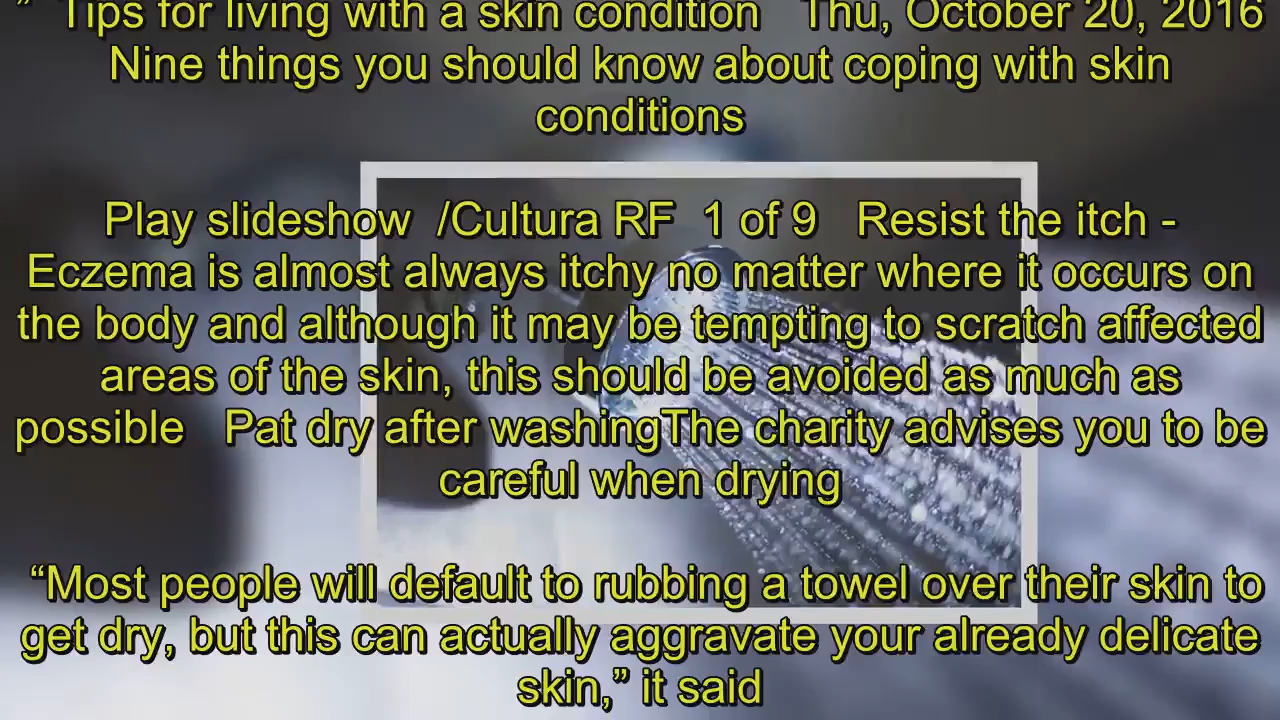 ” Tips for living with a skin condition Thu, October 20, 2016
Nine things you should know about coping with skin
conditions
Play slideshow /Cultura RF 1 of 9 Resist the itch -
Eczema is almost always itchy no matter where it occurs on
the body and although it may be tempting to scratch affected
areas of the skin, this should be avoided as much as
possible Pat dry after washingThe charity advises you to be
careful when drying
“Most people will default to rubbing a towel over their skin to
get dry, but this can actually aggravate your already delicate
skin,” it said